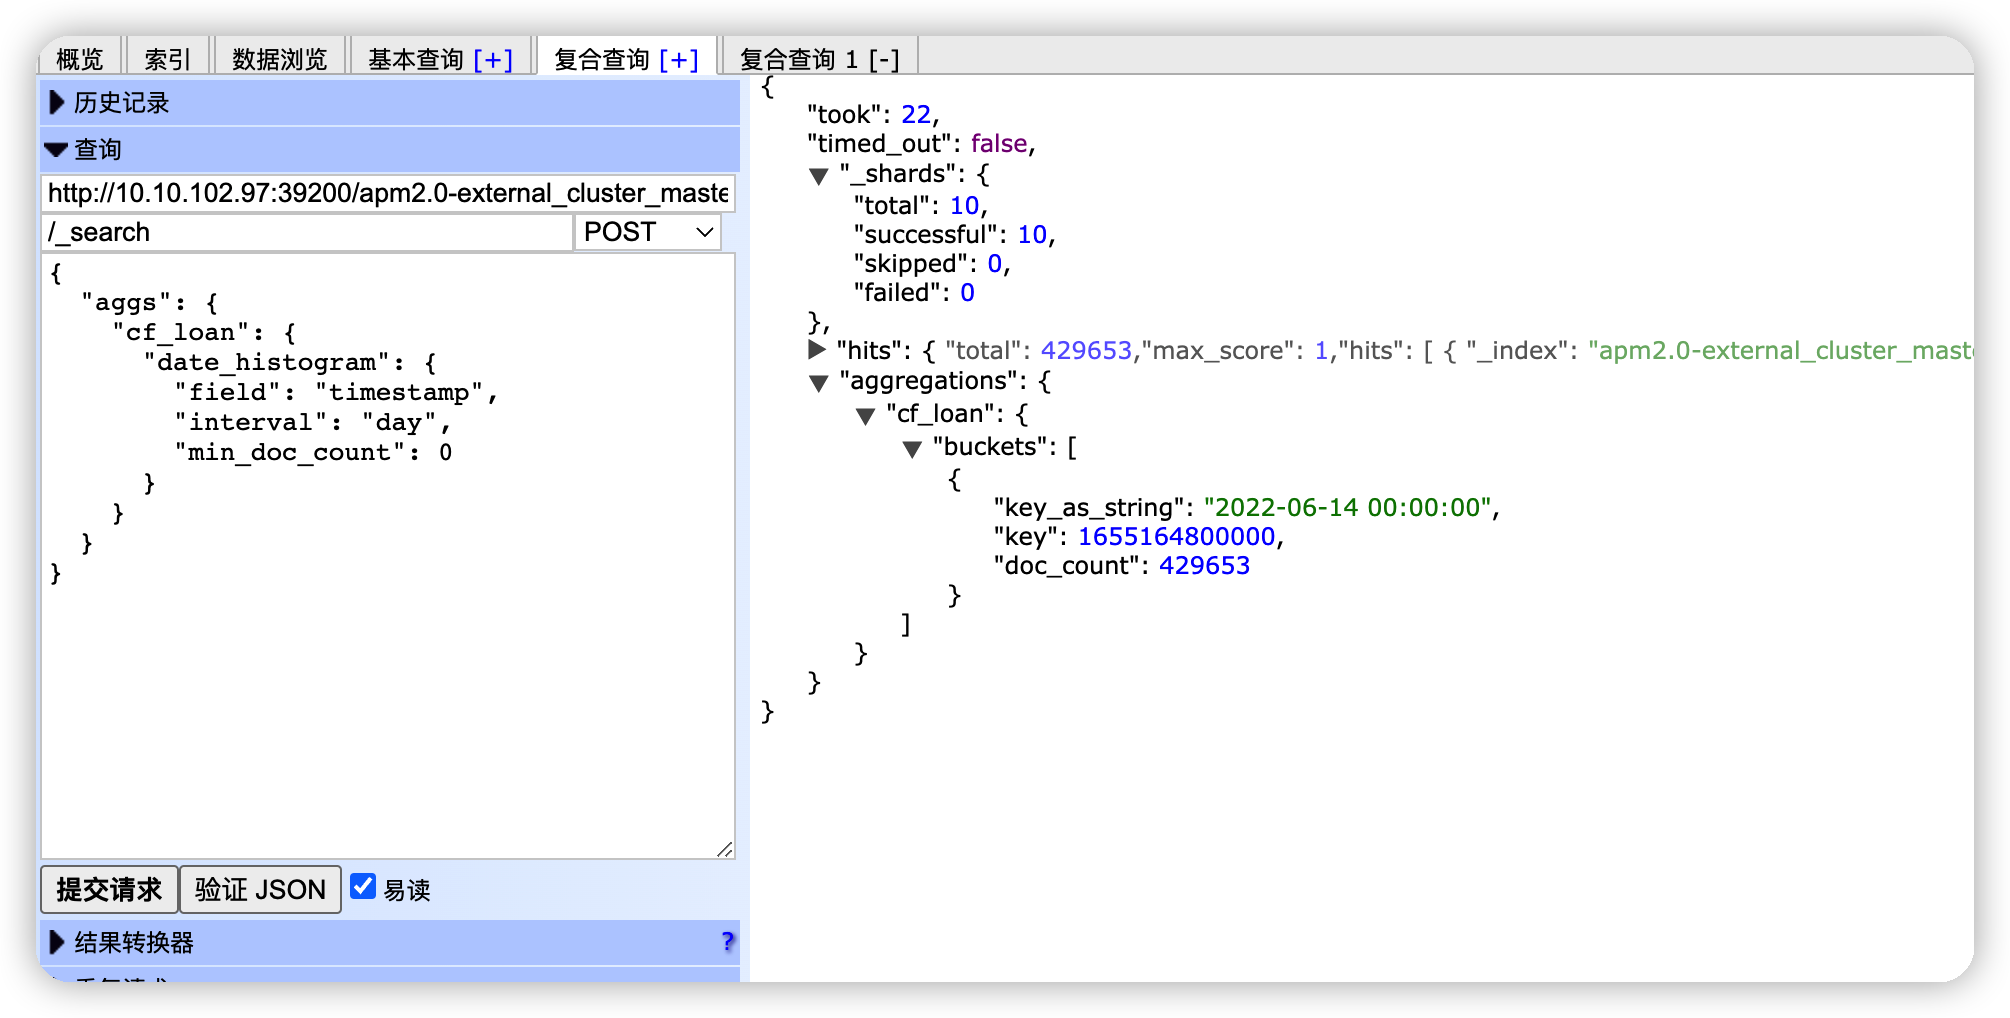 概览 索引 数据浏览 基本查询 [+] 复合查询 [+] 复合查询 1 [-]
历史记录
查询
http://10.10.102.97:39200/apm2.0-external_cluster_maste
/_search POST
{
"aggs": {
"cf_loan": {
"date_histogram": {
"field": "timestamp",
"interval": "day",
"min_doc_count": 0
}
}
}
}
提交请求 验证 JSON 易读
结果转换器 ?
{
"took": 22,
"timed_out": false,
"_shards": {
"total": 10,
"successful": 10,
"skipped": 0,
"failed": 0
},
"hits": { "total": 429653,"max_score": 1,"hits": [ { "_index": "apm2.0-external_cluster_mast
"aggregations": {
"cf_loan": {
"buckets": [
{
"key_as_string": "2022-06-14 00:00:00",
"key": 1655164800000,
"doc_count": 429653
}
]
}
}
}